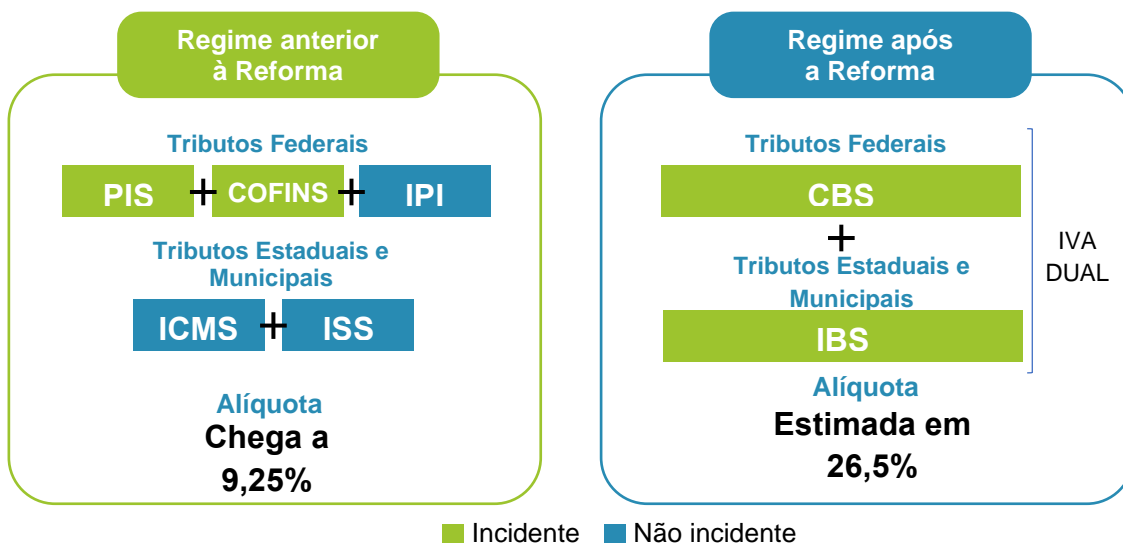 Regime anterior
à Reforma
Tributos Federais
PIS + COFINS + IPI
Tributos Estaduais e
Municipais
ICMS + ISS
Alíquota
Chega a
9,25%
Regime após
a Reforma
Tributos Federais
CBS
+
Tributos Estaduais e
Municipais
IBS
IVA
DUAL
Alíquota
Estimada em
26,5%
Incidente Não incidente